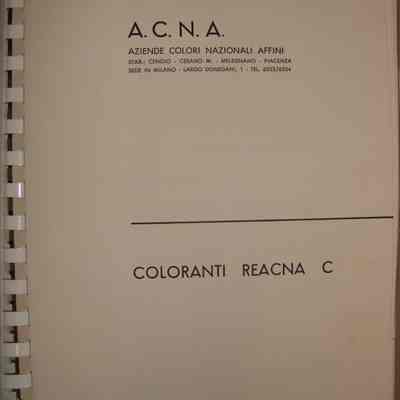 A. C. N. A.
AZIENDE COLORI NAZIONALI AFFINI
STAB.: CENGIO - CESANO M. - MELEGNANO - PIACENZA
SEDE IN MILANO - LARGO DONEGANI, 1 - TEL.
COLORANTI REACNA C